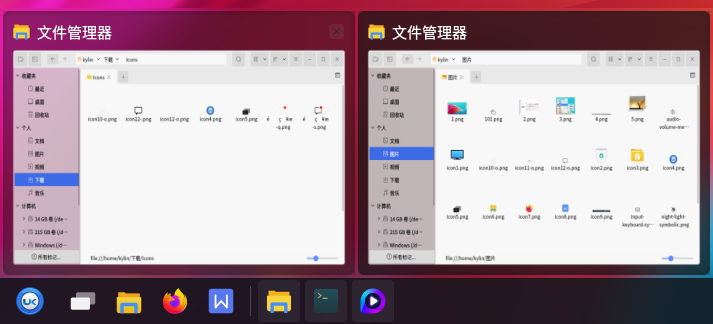 文件管理器
kylin 下载 icons
icons
收藏夹
最近
桌面
回收站
个人
文档
图片
视频
下载
音乐
计算机
14 GB 卷 (/de…
215 GB 卷 (/d…
Windows (/d…
所有标记...
icon10-o.png icon12-.png icon12-o.png icon4.png icon5.png
file:///home/kylin/下载/icons
文件管理器
kylin 图片
图片
收藏夹
最近
桌面
回收站
个人
文档
图片
视频
下载
音乐
计算机
14 GB 卷 (/de…
215 GB 卷 (/d…
Windows (/d…
所有标记...
1.png 101.png 2.png 3.png 4.png 5.png audio-volume-me…
icon1.png icon10-o.png icon11-o.png icon12-o.png icon2.png icon3.png icon4.png
icon5.png icon6.png icon7.png icon8.png icon9.png input-keyboard-sy… night-light-symbolic.png
file:///home/kylin/图片
UK
W